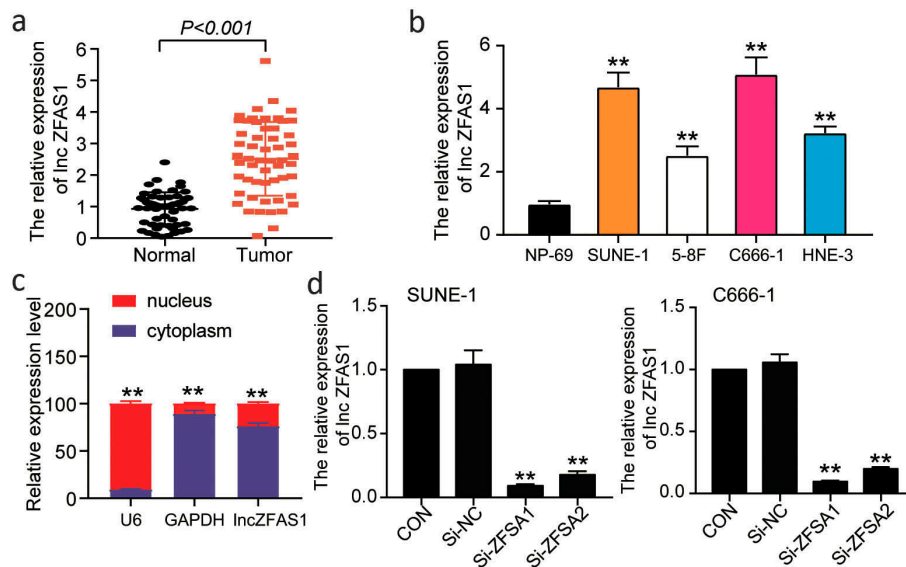 a
P<0.001
The relative expression
of lnc ZFAS1
6
5
4
3
2
1
0
Normal
Tumor
b
The relative expression
of lnc ZFAS1
6
4
2
0
**
**
**
**
NP-69
SUNE-1
5-8F
C666-1
HNE-3
c
nucleus
cytoplasm
Relative expression level
200
150
100
50
0
**
**
**
U6
GAPDH
lncZFAS1
d
SUNE-1
The relative expression
of lnc ZFAS1
1.5
1.0
0.5
0.0
**
**
CON
Si-NC
Si-ZFSA1
Si-ZFSA2
C666-1
The relative expression
of lnc ZFAS1
1.5
1.0
0.5
0.0
**
**
CON
Si-NC
Si-ZFSA1
Si-ZFSA2